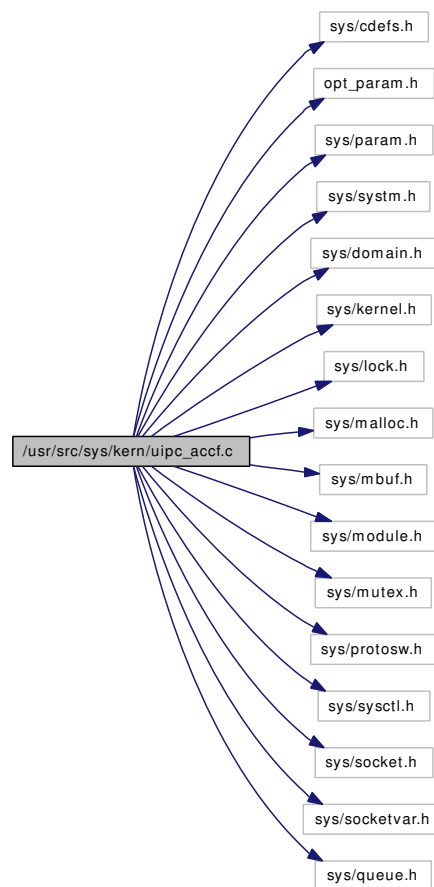 sys/cdefs.h
opt_param.h
sys/param.h
sys/systm.h
sys/domain.h
sys/kernel.h
sys/lock.h
sys/malloc.h
/usr/src/sys/kern/uipc_accf.c
sys/mbuf.h
sys/module.h
sys/mutex.h
sys/protosw.h
sys/sysctl.h
sys/socket.h
sys/socketvar.h
sys/queue.h